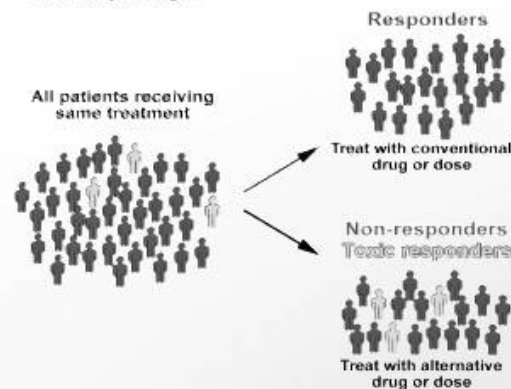 Responders
All patients receiving
same treatment
Treat with conventional
drug or dose
Non-responders
Toxic responders
Treat with alternative
drug or dose